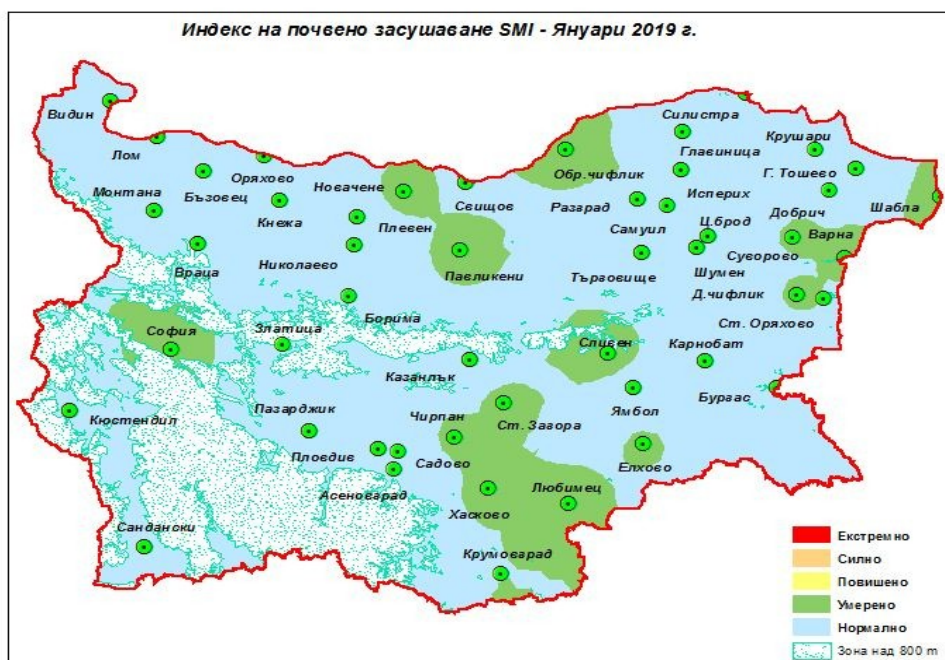 Индекс на почвено засушаване SMI - Януари 2019 г.
Видин
Силистра
Крушари
Лом
Главиница
Оряхово
Новачене
Обр.чифлик
Г. Тошево
Монтана
Бъзовец
Свищов
Разград
Исперих
Кнежа
Добрич
Шабла
Плевен
Самуил
Ц.брод
Варна
Враца
Николаево
Павликени
Търговище
Суворово
Шумен
Д.чифлик
София
Златица
Борима
Ст. Оряхово
Сливен
Карнобат
Казанлък
Ямбол
Бургас
Кюстендил
Пазарджик
Чирпан
Ст. Загора
Пловдив
Садово
Елхово
Асеновград
Любимец
Хасково
Сандански
Крумовград
Екстремно
Силно
Повишено
Умерено
Нормално
Зона над 800 m